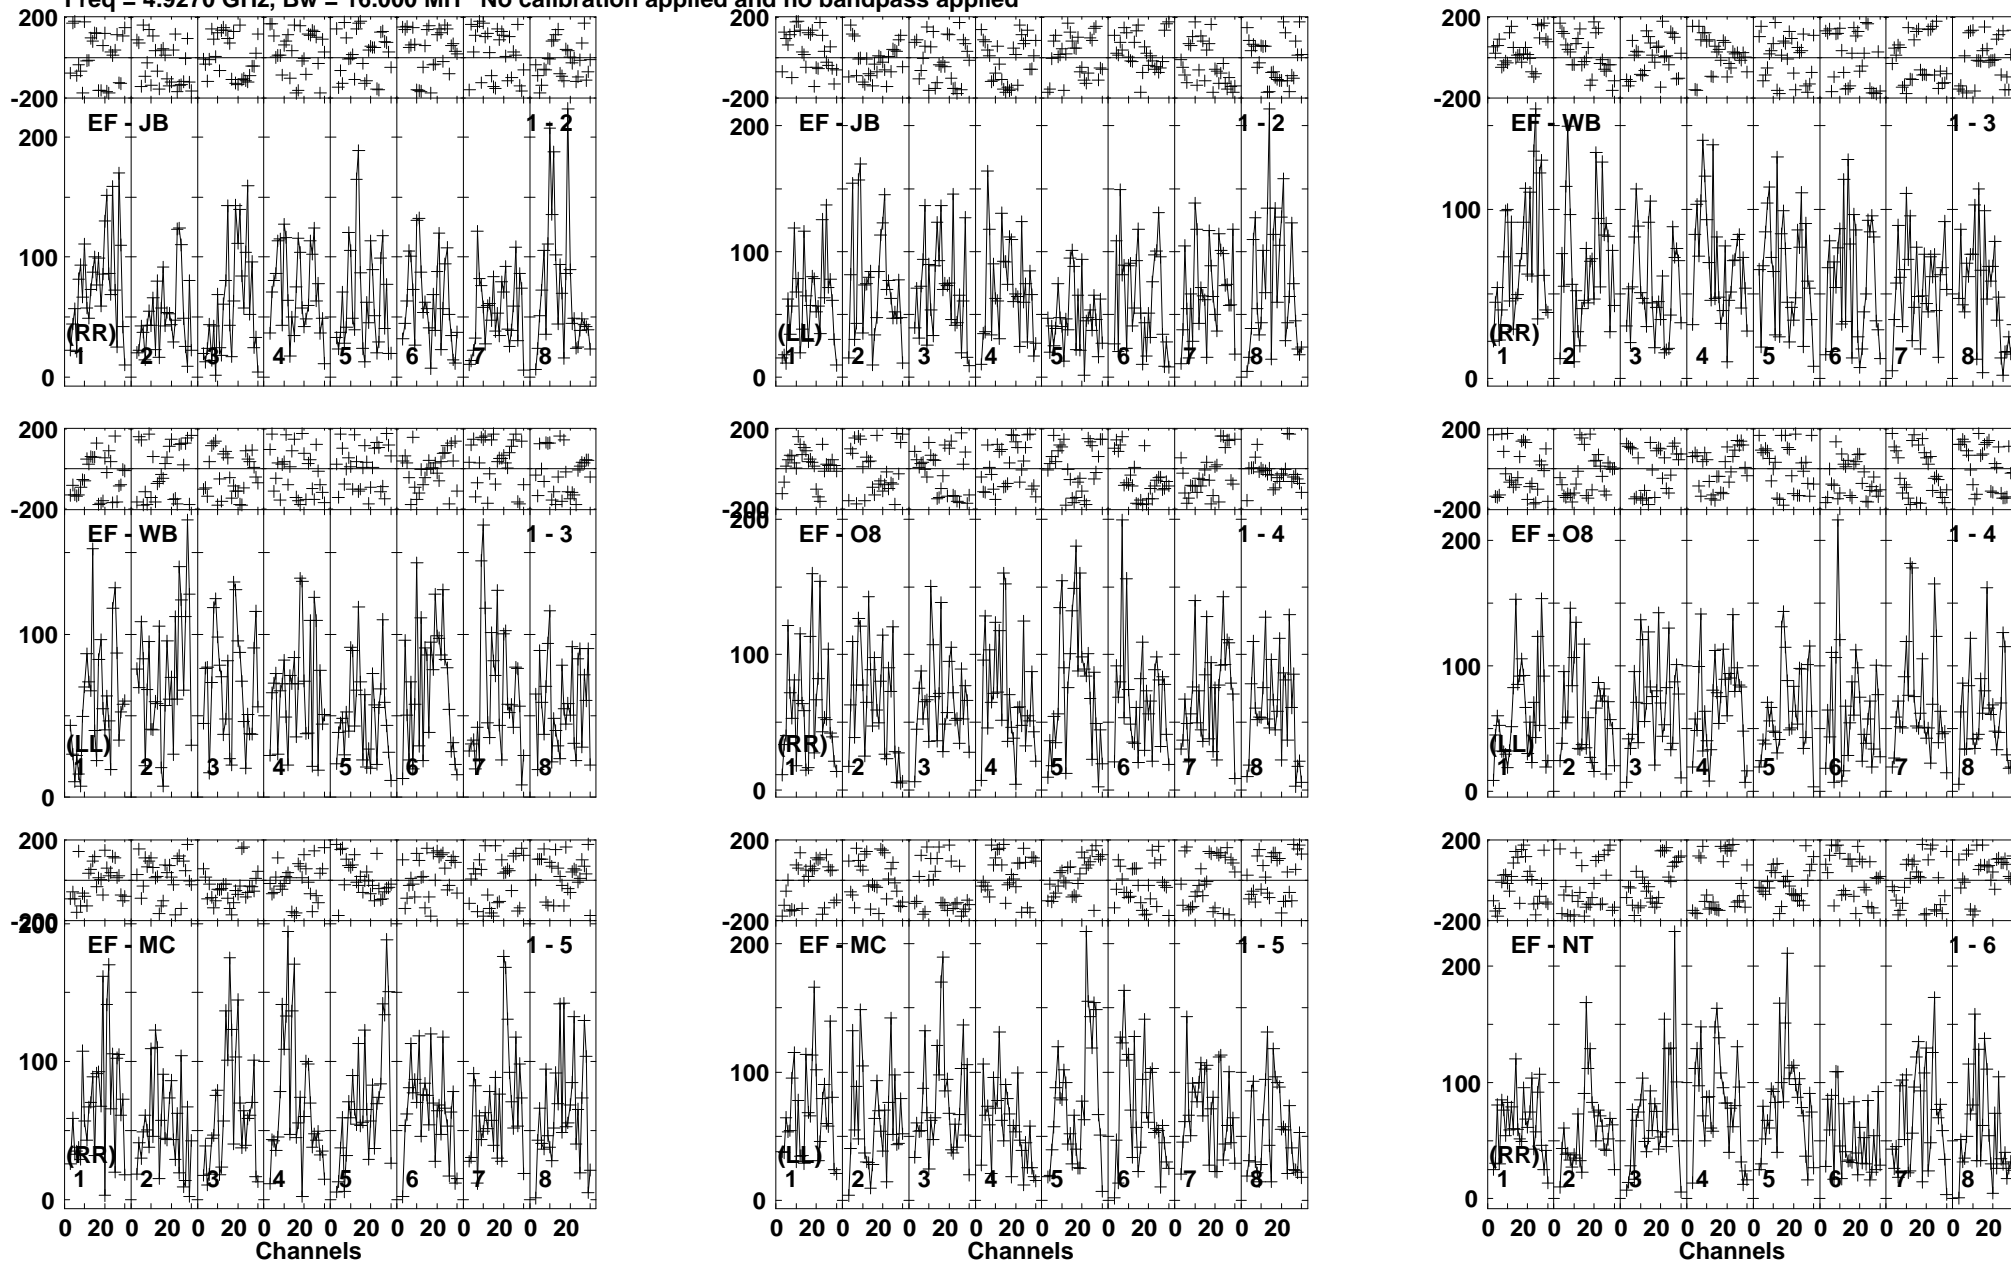 Freq = 4.9270 GHz, Bw = 16.000 MH No calibration applied and no bandpass applied
200 200 200
-200 -200 -200
EF - JB 1 - 2 EF - JB 1 - 2 EF - WB 1 - 3
200 200
100 100 100
(RR) (LL) (RR)
1 2 3 4 5 6 7 8 1 2 3 4 5 6 7 8 1 2 3 4 5 6 7 8
0 0 0
200 200 200
-200 -200 -200
200
EF - WB 1 - 3 EF - O8 1 - 4 EF - O8 1 - 4
200
100 100 100
(LL) (RR) (LL)
1 2 3 4 5 6 7 8 1 2 3 4 5 6 7 8 1 2 3 4 5 6 7 8
0 0 0
200 200 200
-200 -200 -200
200
EF - MC 1 - 5 EF - MC 1 - 5 EF - NT 1 - 6
200 200
100 100 100
(RR) (LL) (RR)
1 2 3 4 5 6 7 8 1 2 3 4 5 6 7 8 1 2 3 4 5 6 7 8
0 0 0
0 20 0 20 0 20 0 20 0 20 0 20 0 20 0 20 0 20 0 20 0 20 0 20 0 20 0 20 0 20 0 20 0 20 0 20 0 20 0 20 0 20 0 20 0 20 0 20
Channels Channels Channels